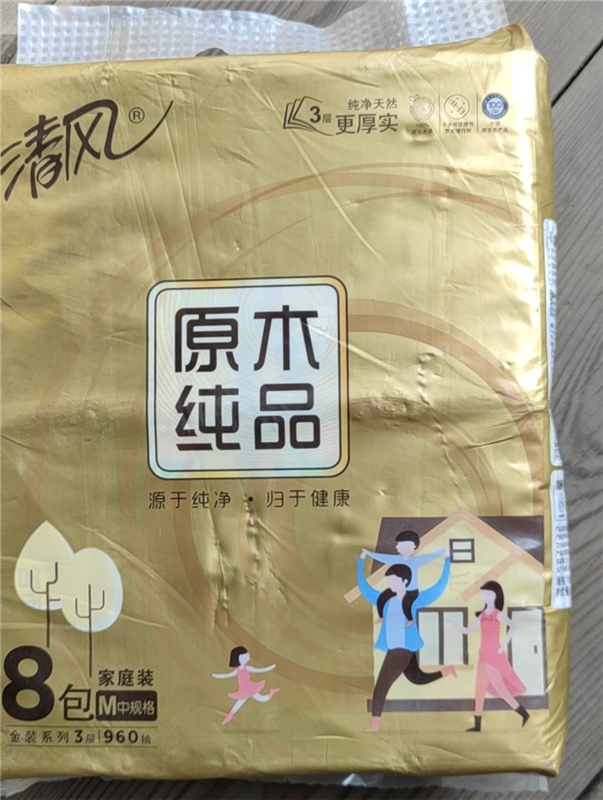 清风®
3层
纯净天然
更厚实
原木
纯品
源于纯净·归于健康
8包
家庭装
M中规格
金装系列3层|960抽